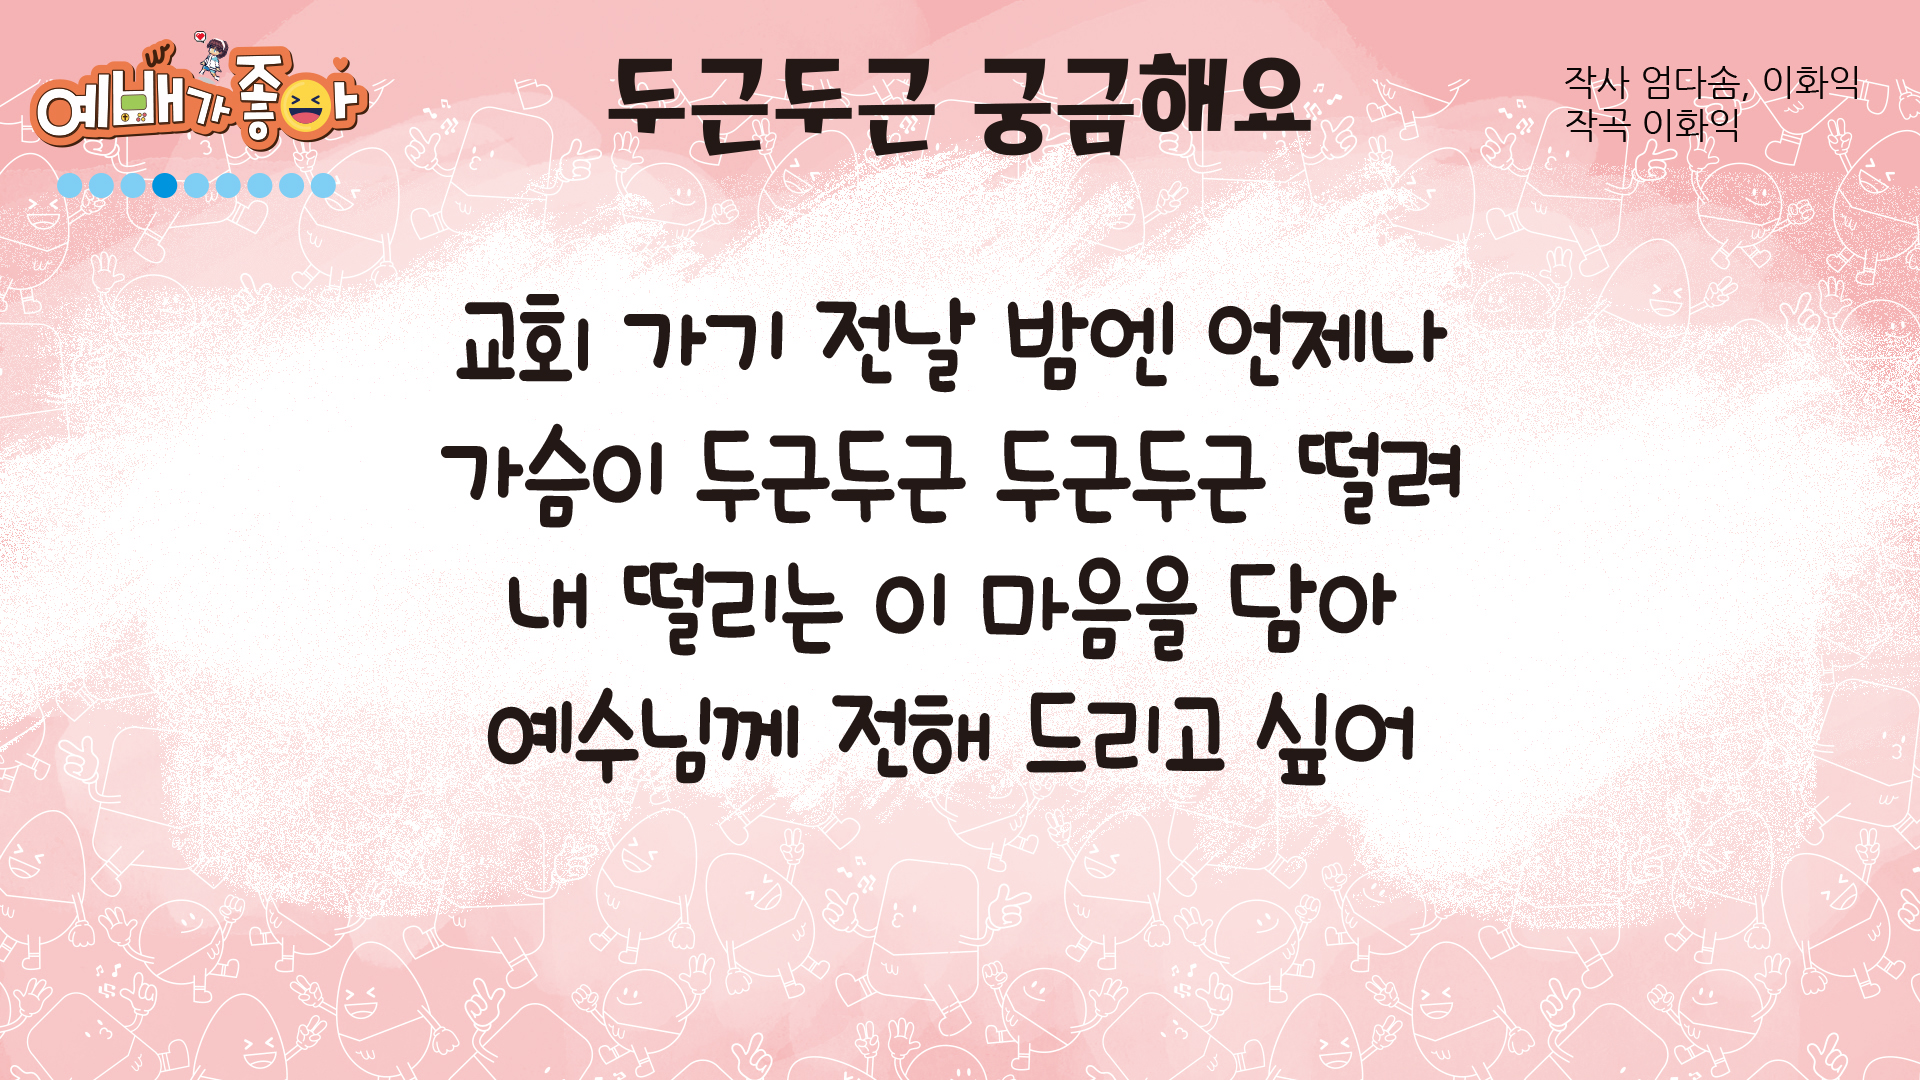 예배가 좋아
두근두근 궁금해요
작사 엄다솜, 이화익
작곡 이화익
교회 가기 전날 밤엔 언제나
가슴이 두근두근 두근두근 떨려
내 떨리는 이 마음을 담아
예수님께 전해 드리고 싶어